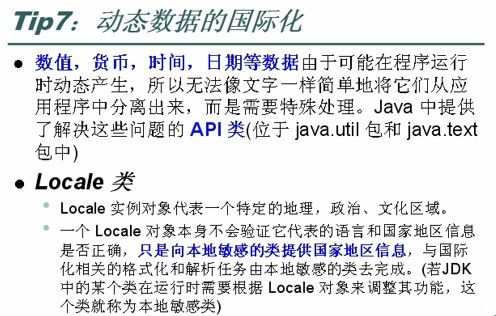 Tip7：动态数据的国际化
● 数值，货币，时间，日期等数据由于可能在程序运行
时动态产生，所以无法像文字一样简单地将它们从应
用程序中分离出来，而是需要特殊处理。Java 中提供
了解决这些问题的 API 类(位于 java.util 包和 java.text
包中)
● Locale 类
• Locale 实例对象代表一个特定的地理，政治、文化区域。
• 一个 Locale 对象本身不会验证它代表的语言和国家地区信息
是否正确，只是向本地敏感的类提供国家地区信息，与国际
化相关的格式化和解析任务由本地敏感的类去完成。(若JDK
中的某个类在运行时需要根据 Locale 对象来调整其功能，这
个类就称为本地敏感类)